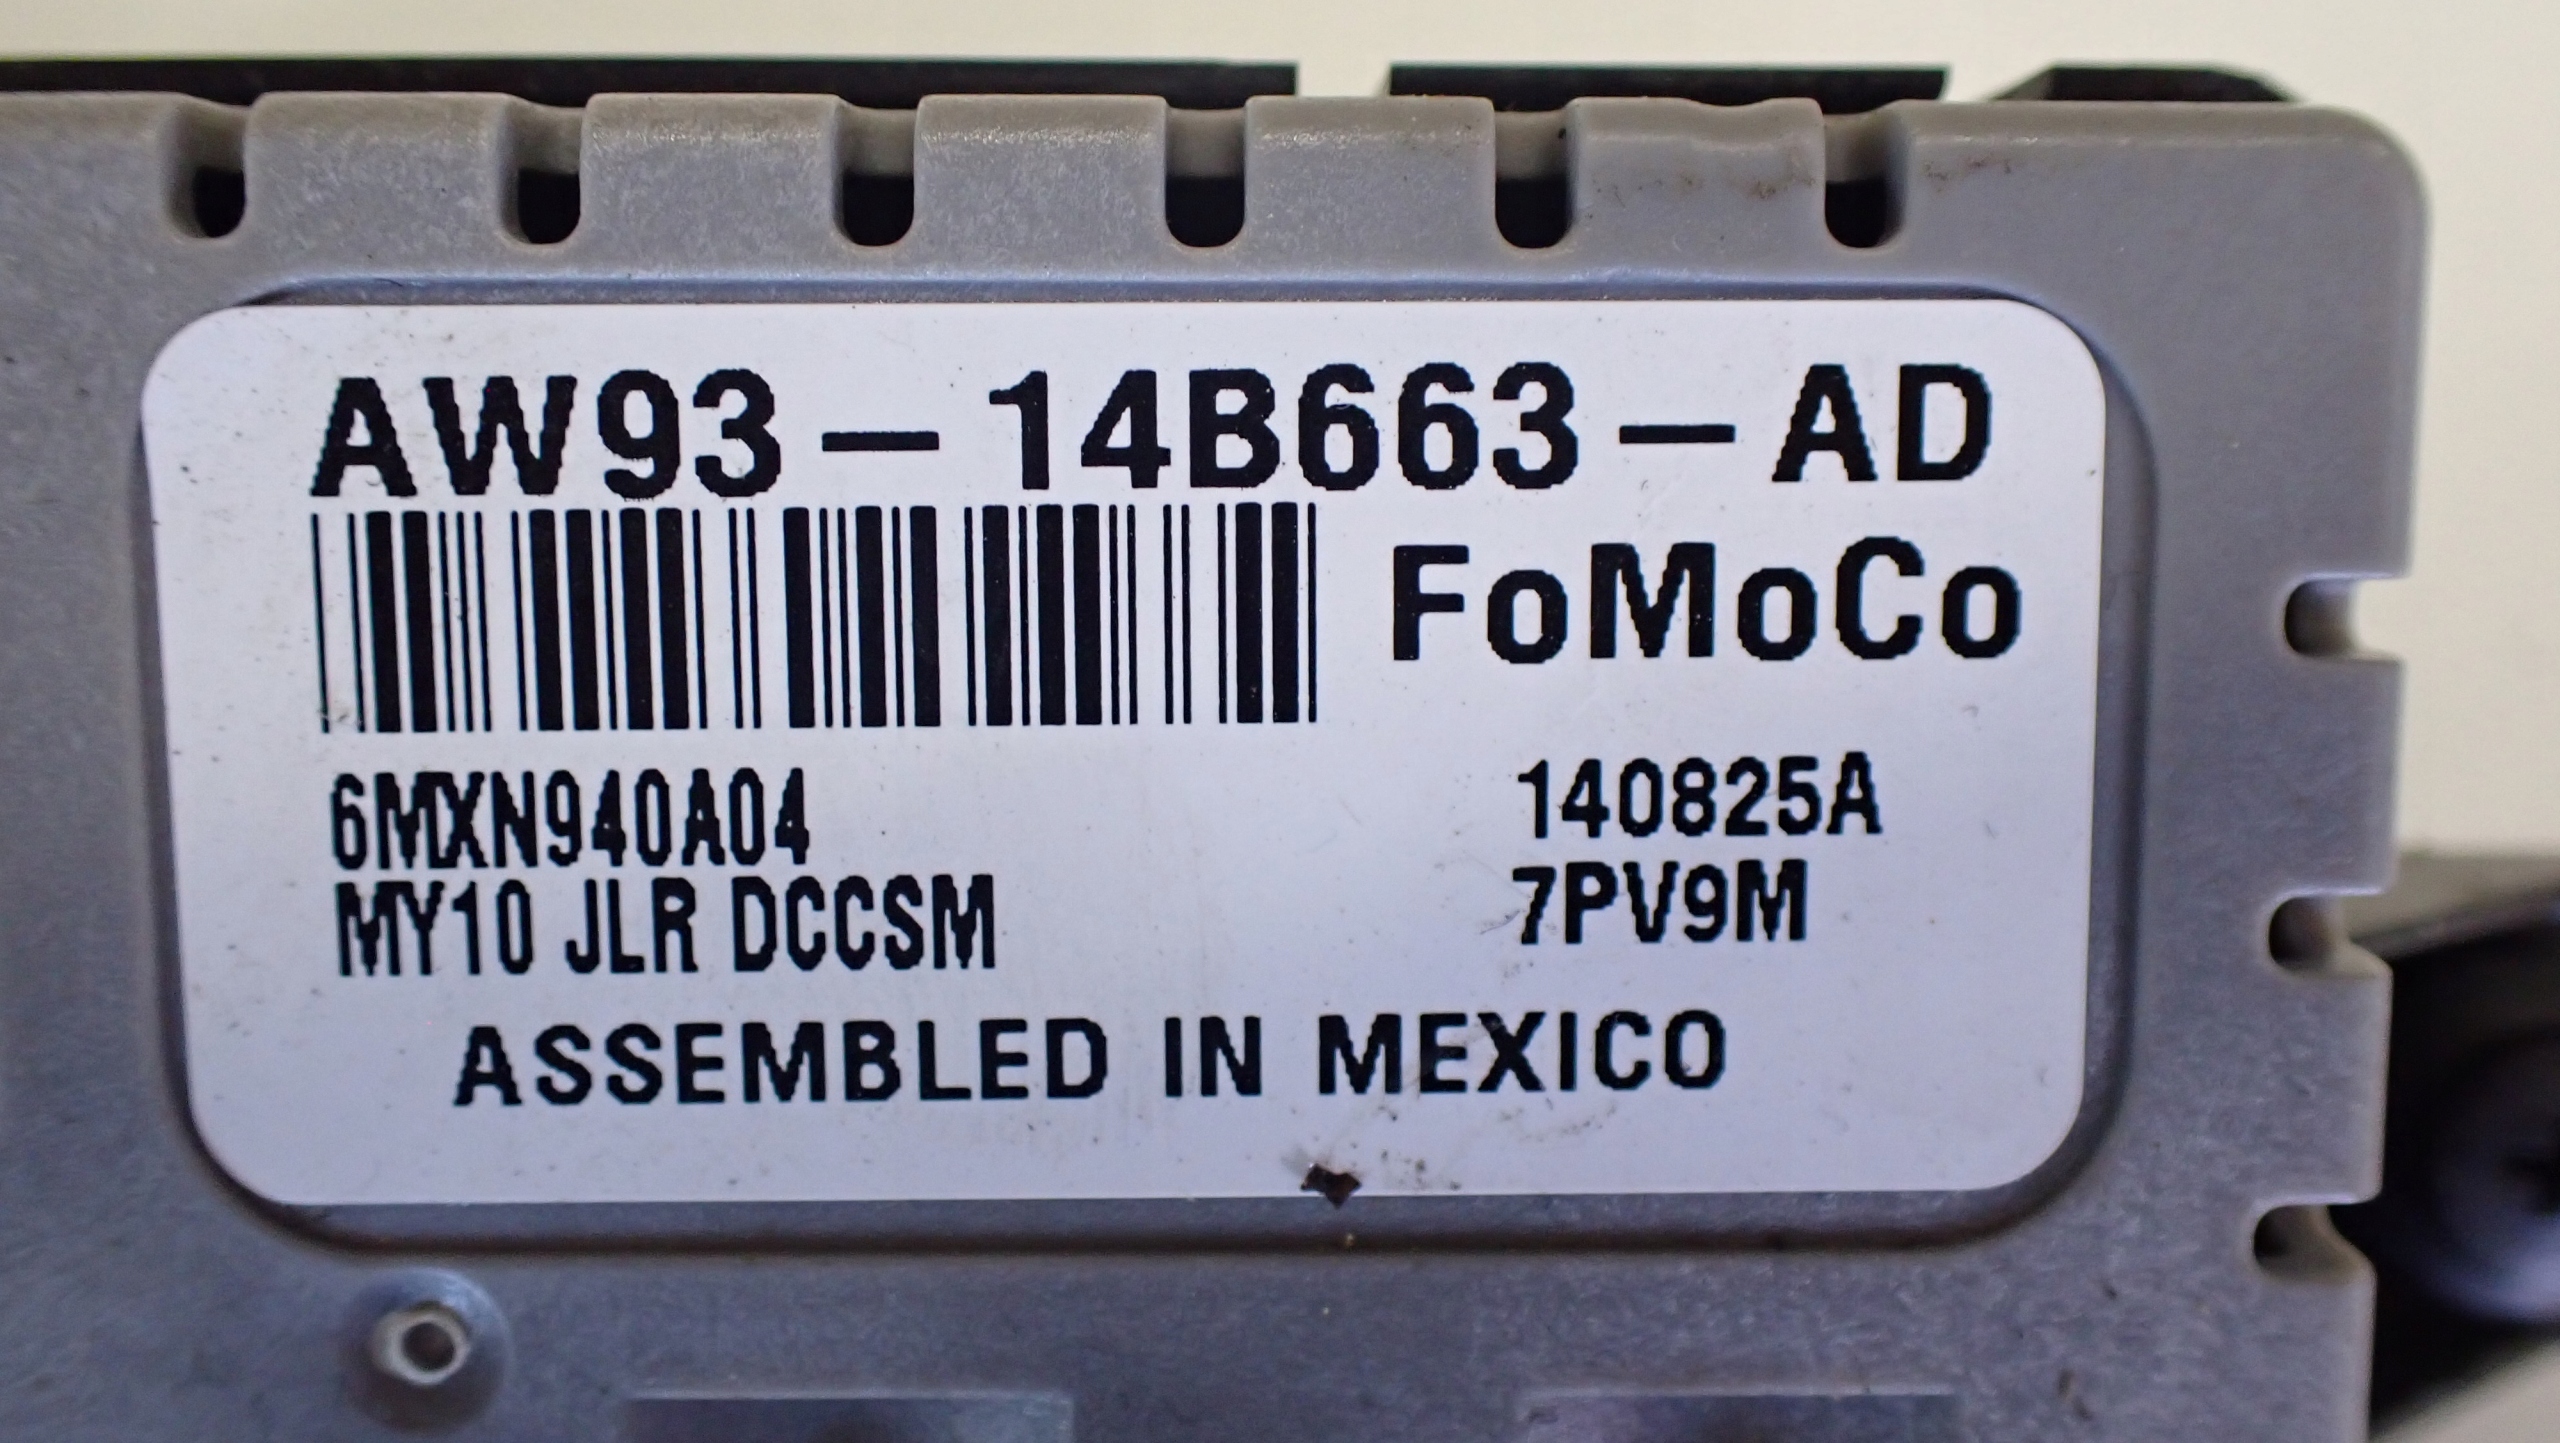 AW93-14B663-AD
FoMoCo
6MXN940A04
140825A
MY10 JLR DCCSM
7PV9M
ASSEMBLED IN MEXICO